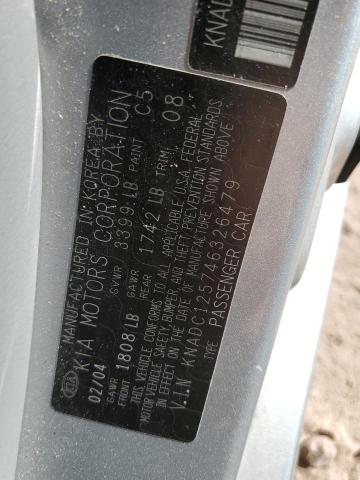 KNAD
MANUFACTURED IN KOREA BY
KIA KIA MOTORS CORPORATION
02/04 GVWR 3399 LB PAINT C5
GAWR FRONT 1808LB GAWR REAR 1742 LB TRIM 08
THIS VEHICLE CONFORMS TO ALL APPLICABLE U.S.A. FEDERAL
MOTOR VEHICLE SAFETY, BUMPER, AND THEFT PREVENTION STANDARDS
IN EFFECT ON THE DATE OF MANUFACTURE SHOWN ABOVE
V.I.N KNADC125746326479
TYPE: PASSENGER CAR